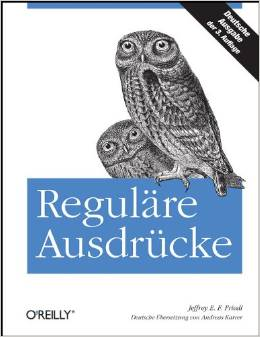 Deutsche
Ausgabe
der 3. Auflage
Reguläre
Ausdrücke
Jeffrey E. F. Friedl
Deutsche Übersetzung von Andreas Karrer
O'REILLY®